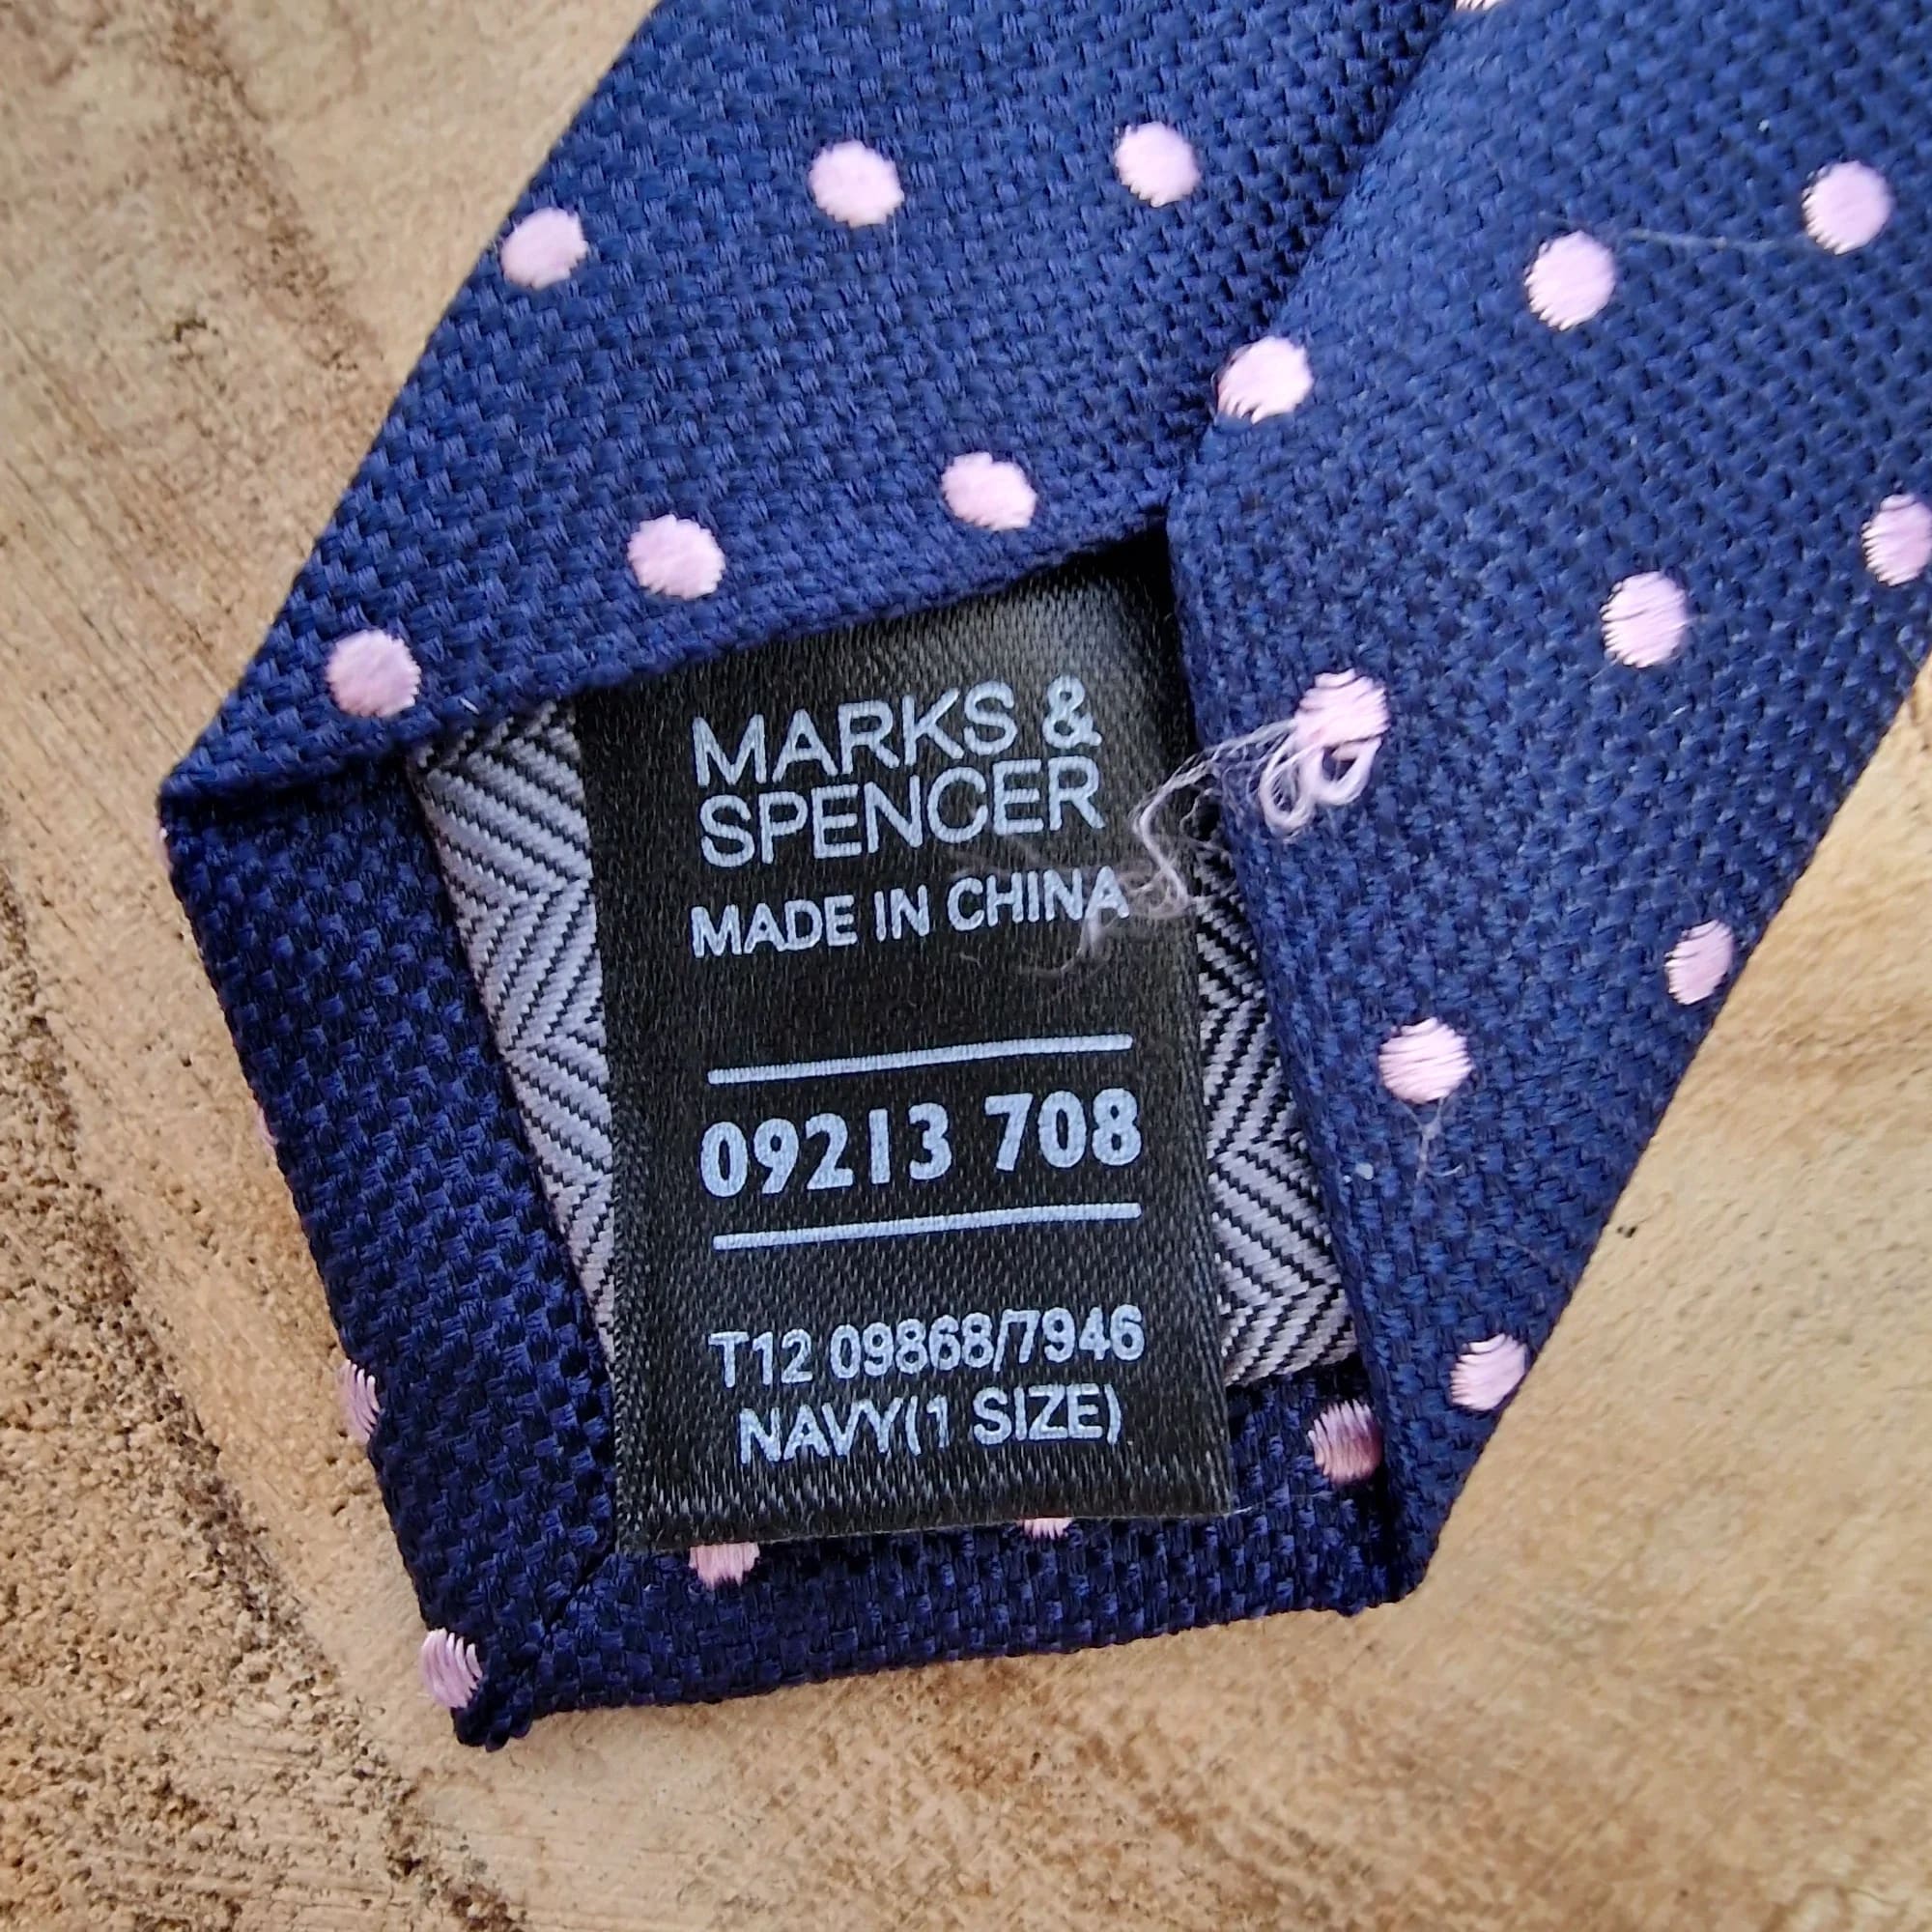 MARKS &
SPENCER
MADE IN CHINA
09213 708
T12 09868/7946
NAVY(1 SIZE)